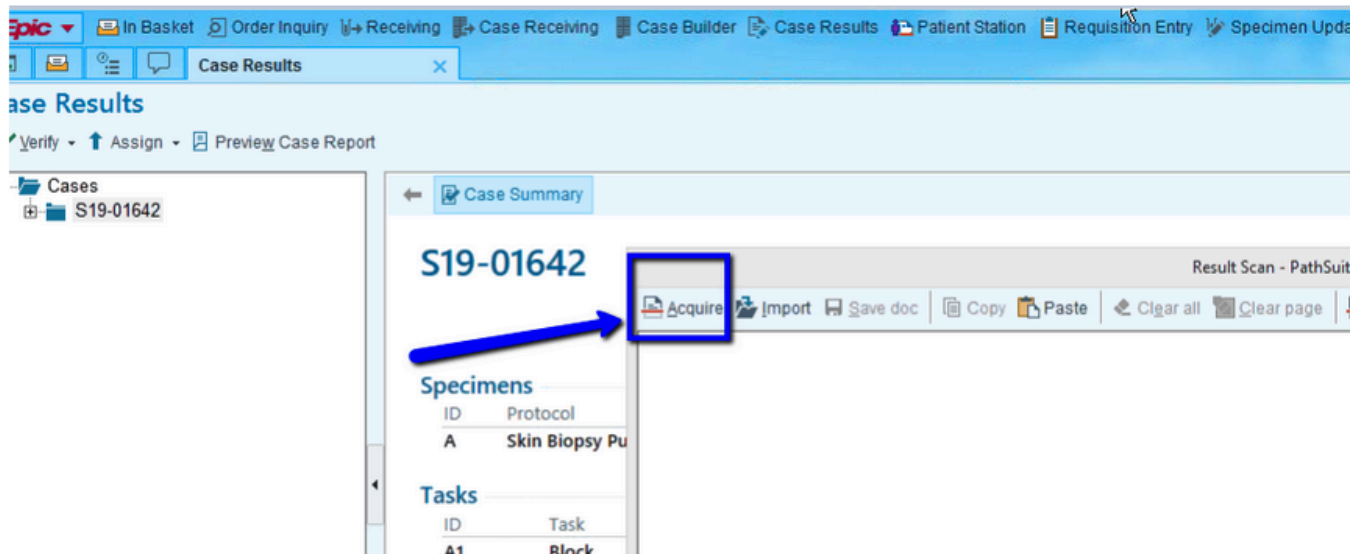 Epic In Basket Order Inquiry Receiving Case Receiving Case Builder Case Results Patient Station Requisition Entry Specimen Upda
Case Results
ase Results
Verify Assign Preview Case Report
Cases
S19-01642
Case Summary
S19-01642
Result Scan - PathSuit
Acquire Import Save doc Copy Paste Clear all Clear page
Specimens
ID Protocol
A Skin Biopsy Pu
Tasks
ID Task
A1 Block